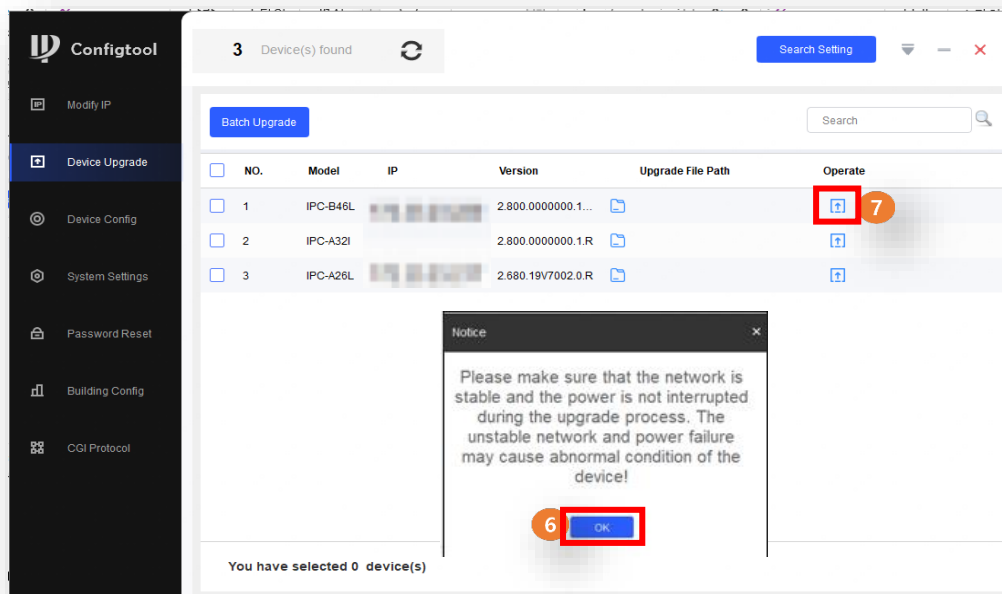 Configtool
3 Device(s) found
Search Setting
Modify IP
Device Upgrade
Device Config
System Settings
Password Reset
Building Config
CGI Protocol
Batch Upgrade
Search
NO. Model IP Version Upgrade File Path Operate
1 IPC-B46L 2.800.0000000.1... 7
2 IPC-A32I 2.800.0000000.1.R
3 IPC-A26L 2.680.19V7002.0.R
Notice
Please make sure that the network is
stable and the power is not interrupted
during the upgrade process. The
unstable network and power failure
may cause abnormal condition of the
device!
6 OK
You have selected 0 device(s)